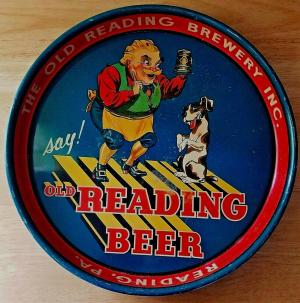 THE OLD READING BREWERY INC.
say!
OLD READING
BEER
READING, PA.